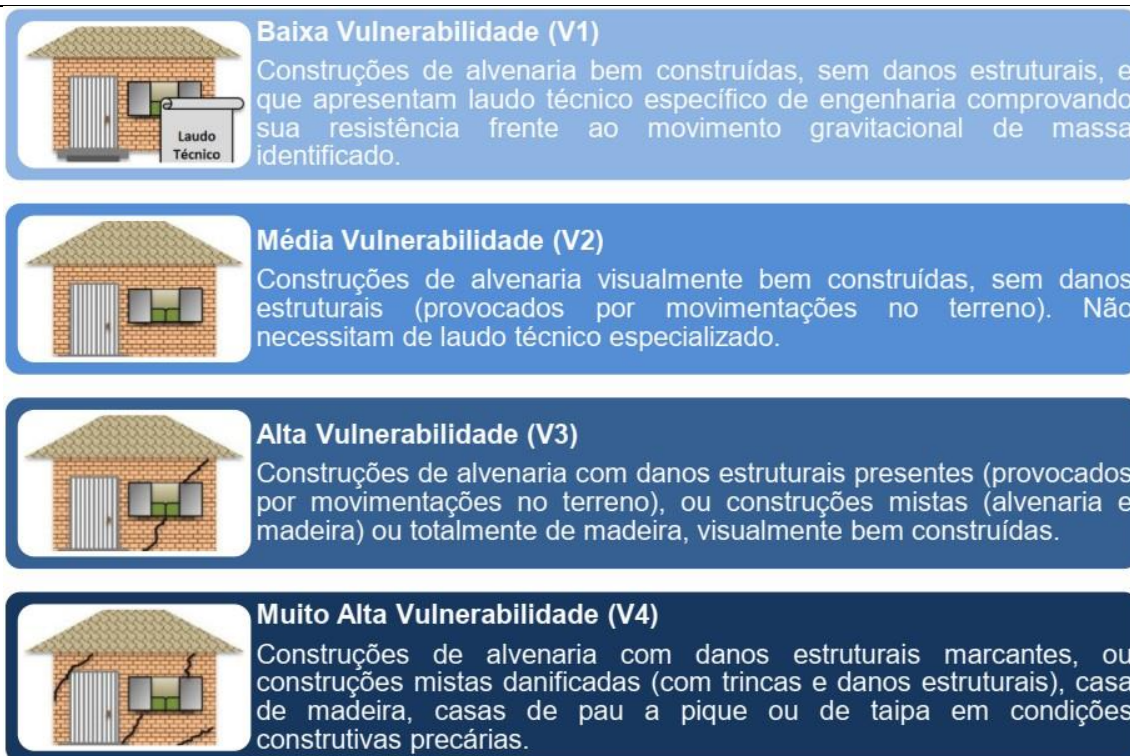 Baixa Vulnerabilidade (V1)
Construções de alvenaria bem construídas, sem danos estruturais, e
que apresentam laudo técnico específico de engenharia comprovando
sua resistência frente ao movimento gravitacional de massa
identificado.
Laudo
Técnico
Média Vulnerabilidade (V2)
Construções de alvenaria visualmente bem construídas, sem danos
estruturais (provocados por movimentações no terreno). Não
necessitam de laudo técnico especializado.
Alta Vulnerabilidade (V3)
Construções de alvenaria com danos estruturais presentes (provocados
por movimentações no terreno), ou construções mistas (alvenaria e
madeira) ou totalmente de madeira, visualmente bem construídas.
Muito Alta Vulnerabilidade (V4)
Construções de alvenaria com danos estruturais marcantes, ou
construções mistas danificadas (com trincas e danos estruturais), casa
de madeira, casas de pau a pique ou de taipa em condições
construtivas precárias.